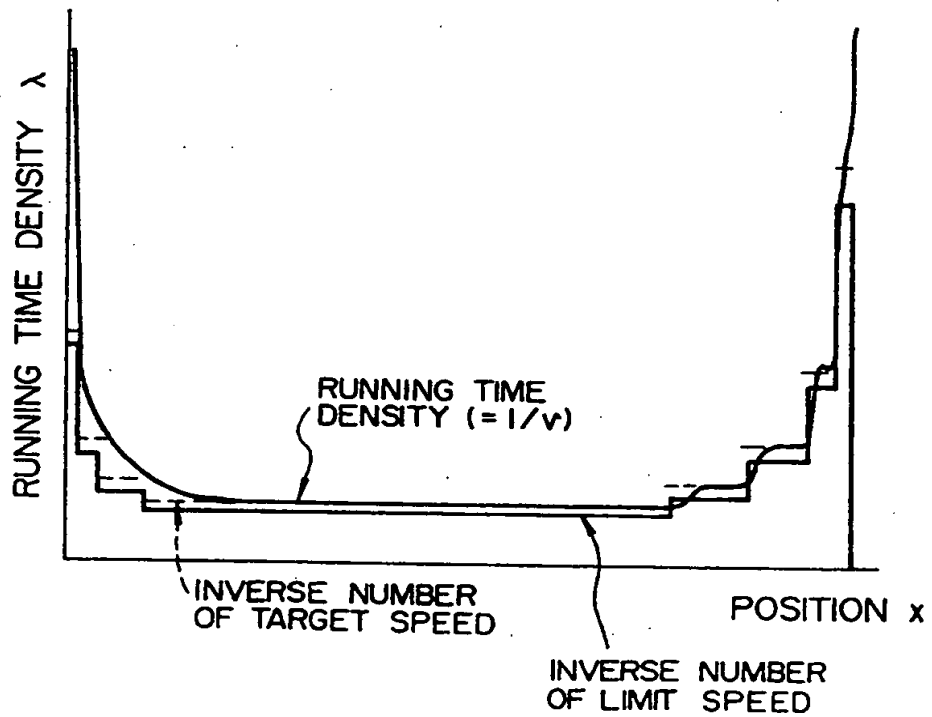 RUNNING TIME DENSITY λ
RUNNING TIME
DENSITY (=1/v)
INVERSE NUMBER
OF TARGET SPEED
POSITION x
INVERSE NUMBER
OF LIMIT SPEED